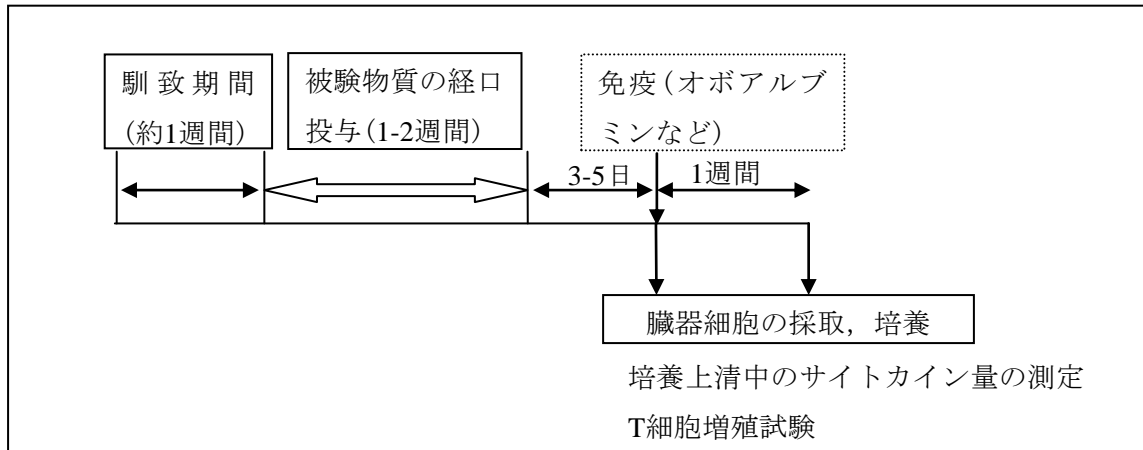 馴致期間
(約1週間)
被験物質の経口
投与(1-2週間)
免疫(オボアルブ
ミンなど)
3-5日
1週間
臓器細胞の採取，培養
培養上清中のサイトカイン量の測定
T細胞増殖試験